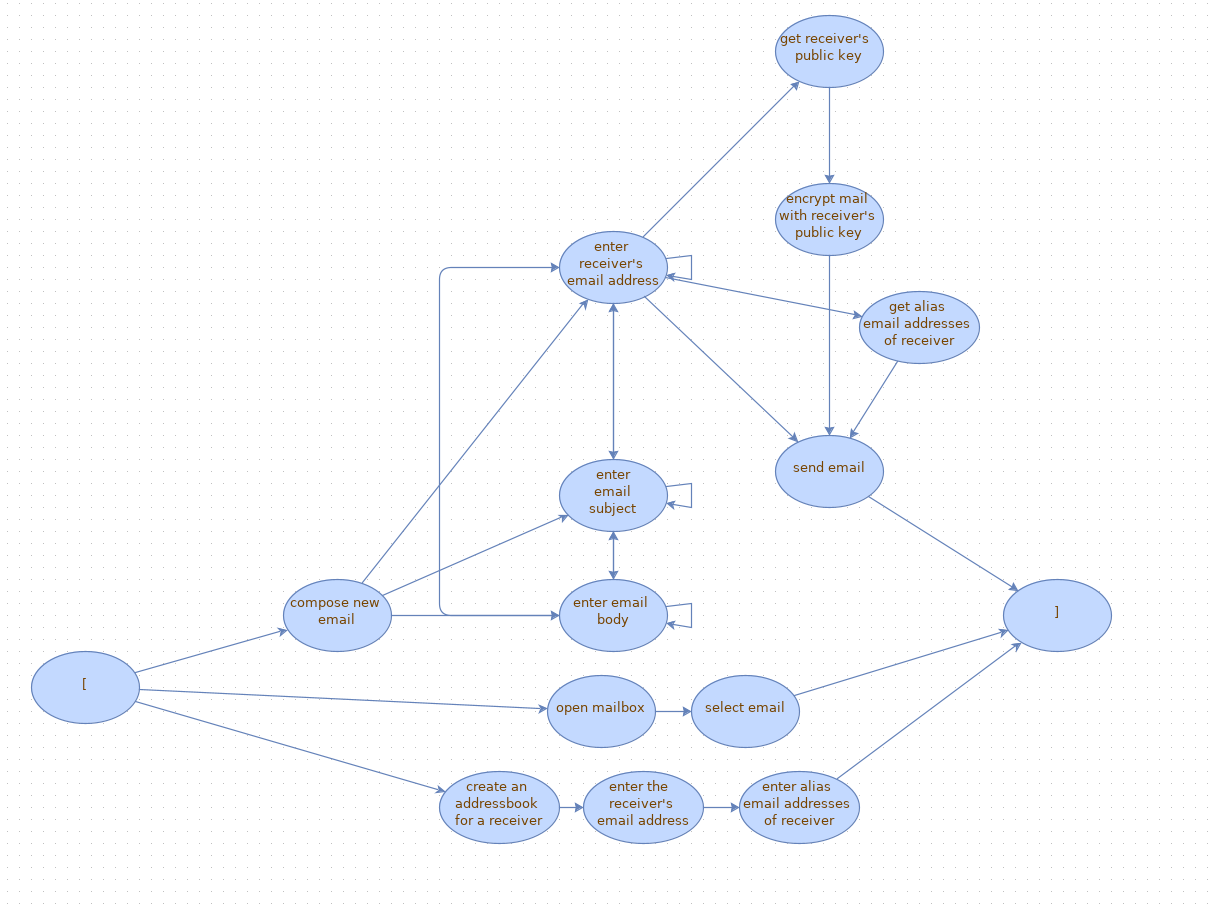 get receiver's
public key
encrypt mail
with receiver's
public key
enter
receiver's
email address
get alias
email addresses
of receiver
send email
enter
email
subject
compose new
email
enter email
body
]
[
open mailbox
select email
create an
addressbook
for a receiver
enter the
receiver's
email address
enter alias
email addresses
of receiver